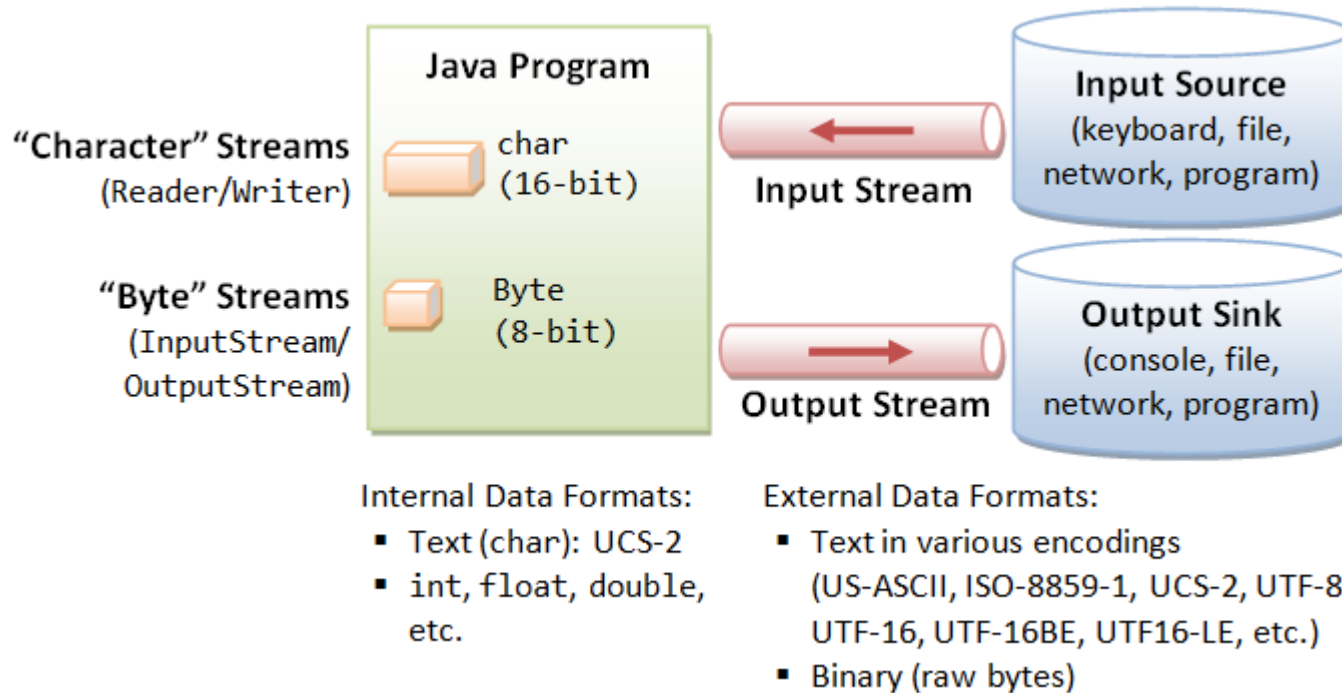 Java Program
“Character” Streams
(Reader/Writer)
char
(16-bit)
“Byte” Streams
(InputStream/
OutputStream)
Byte
(8-bit)
Input Stream
Output Stream
Input Source
(keyboard, file,
network, program)
Output Sink
(console, file,
network, program)
Internal Data Formats:
▪ Text (char): UCS-2
▪ int, float, double,
etc.
External Data Formats:
▪ Text in various encodings
(US-ASCII, ISO-8859-1, UCS-2, UTF-8
UTF-16, UTF-16BE, UTF16-LE, etc.)
▪ Binary (raw bytes)